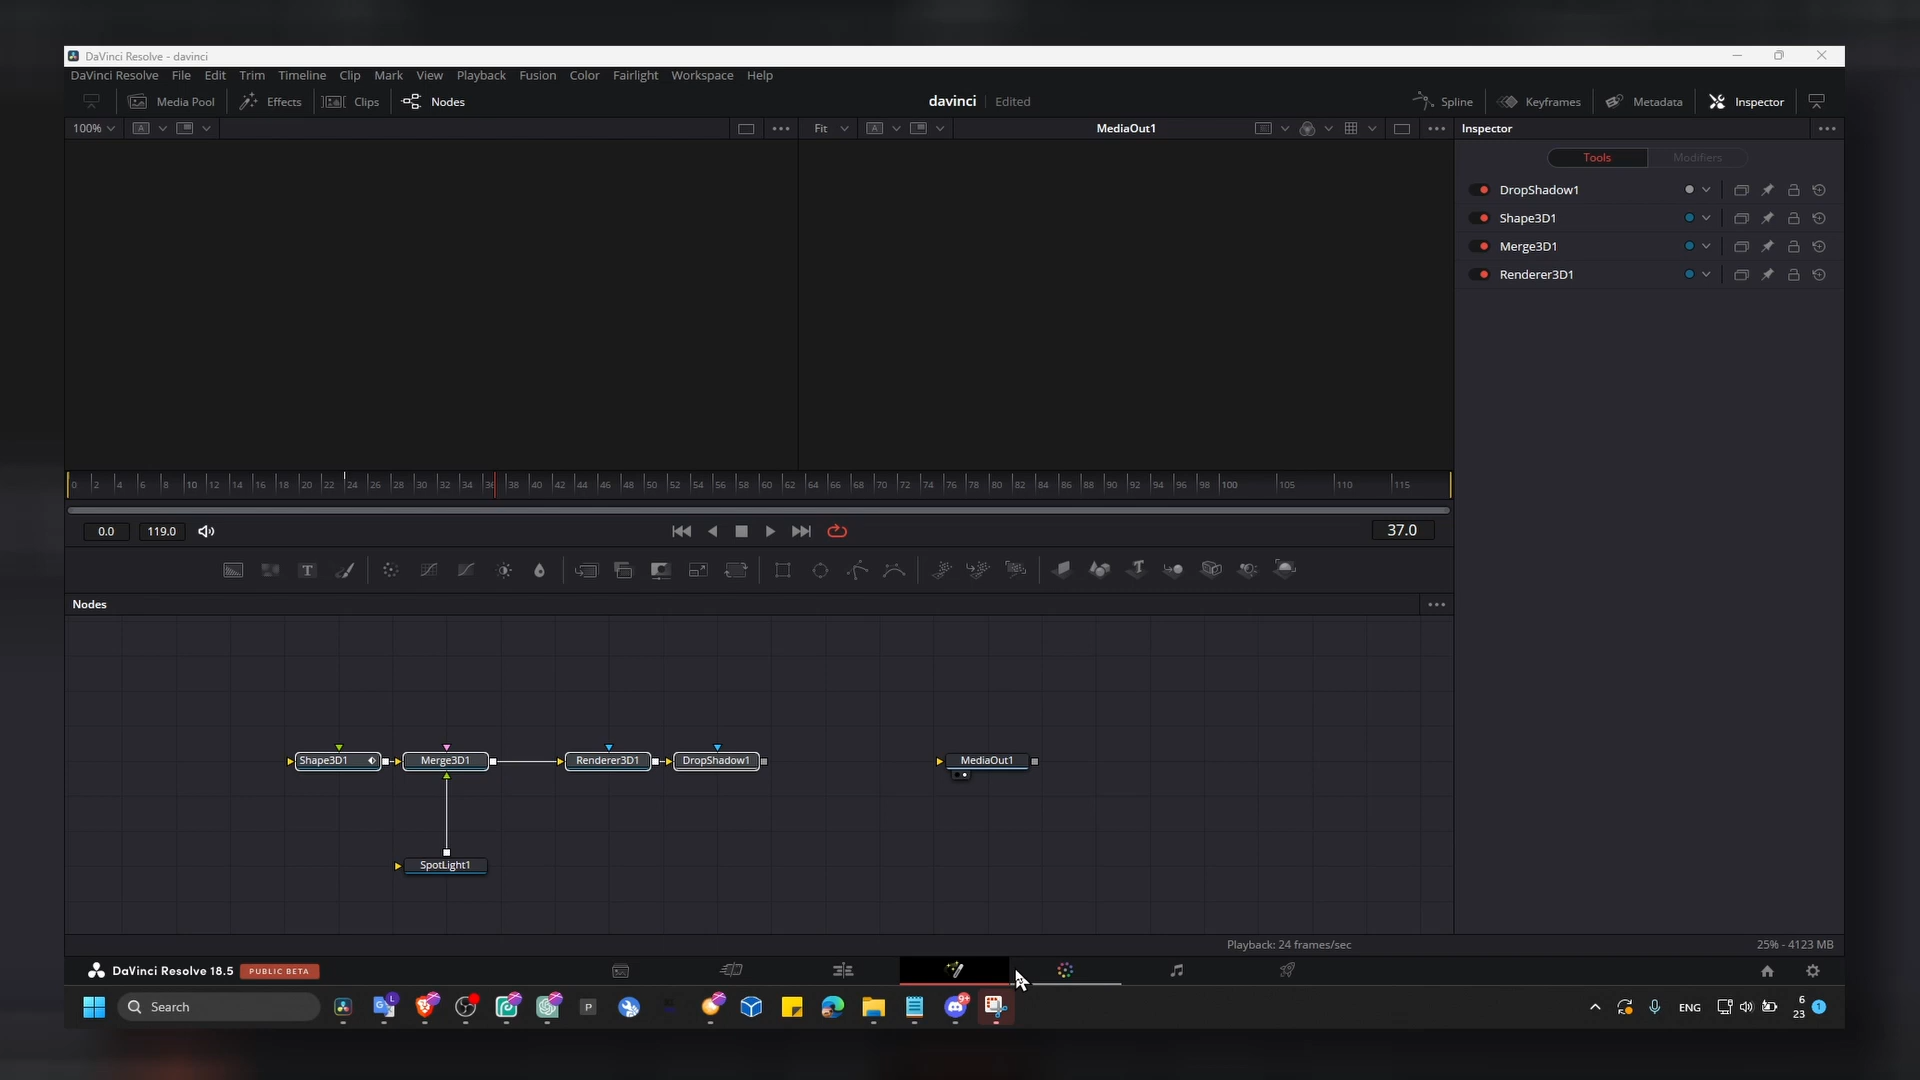 DaVinci Resolve - davinci
DaVinci Resolve File Edit Trim Timeline Clip Mark View Playback Fusion Color Fairlight Workspace Help
Media Pool Effects Clips Nodes davinci Edited Spline Keyframes Metadata Inspector
100% A Fit A MediaOut1 Inspector
Tools Modifiers
DropShadow1
Shape3D1
Merge3D1
Renderer3D1
0 2 4 6 8 10 12 14 16 18 20 22 24 26 28 30 32 34 36 38 40 42 44 46 48 50 52 54 56 58 60 62 64 66 68 70 72 74 76 78 80 82 84 86 88 90 92 94 96 98 100 105 110 115
0.0 119.0 37.0
T T
Nodes
Shape3D1 Merge3D1 Renderer3D1 DropShadow1 MediaOut1
SpotLight1
Playback: 24 frames/sec 25% - 4123 MB
DaVinci Resolve 18.5 PUBLIC BETA
Search G L P 9+ ENG 6 1
23